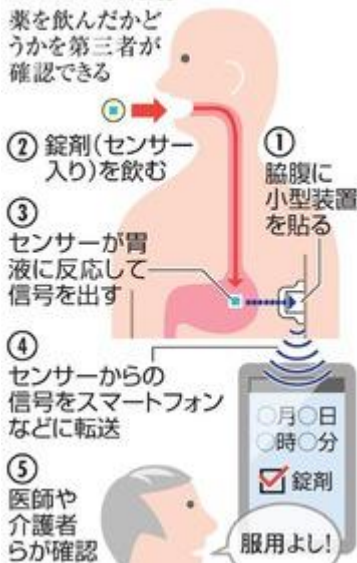 薬を飲んだかど
うかを第三者が
確認できる
① 脇腹に
小型装置
を貼る
② 錠剤(センサー
入り)を飲む
③
センサーが胃
液に反応して
信号を出す
④
センサーからの
信号をスマートフォン
などに転送
○月○日
○時○分
錠剤
⑤
医師や
介護者
らが確認
服用よし!